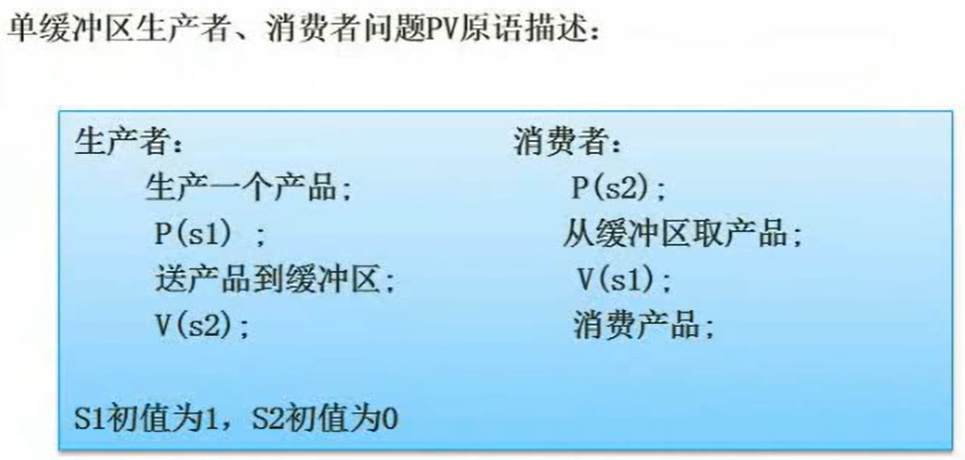 单缓冲区生产者、消费者问题PV原语描述：
生产者：
生产一个产品；
P(s1) ；
送产品到缓冲区；
V(s2)；
消费者：
P(s2)；
从缓冲区取产品；
V(s1)；
消费产品；
S1初值为1，S2初值为0